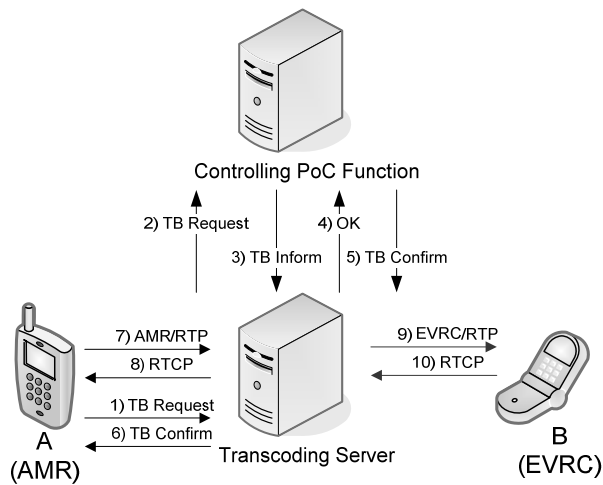 Controlling PoC Function
2) TB Request
4) OK
3) TB Inform
5) TB Confirm
7) AMR/RTP
9) EVRC/RTP
8) RTCP
10) RTCP
1) TB Request
6) TB Confirm
A
(AMR)
Transcoding Server
B
(EVRC)